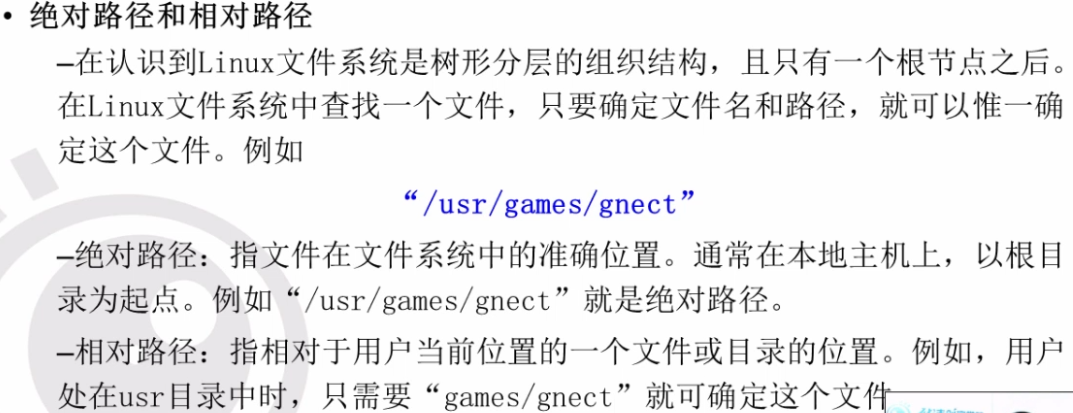 • 绝对路径和相对路径
–在认识到Linux文件系统是树形分层的组织结构，且只有一个根节点之后。
在Linux文件系统中查找一个文件，只要确定文件名和路径，就可以惟一确
定这个文件。例如
“/usr/games/gnect”
–绝对路径：指文件在文件系统中的准确位置。通常在本地主机上，以根目
录为起点。例如“/usr/games/gnect”就是绝对路径。
–相对路径：指相对于用户当前位置的一个文件或目录的位置。例如，用户
处在usr目录中时，只需要“games/gnect”就可确定这个文件